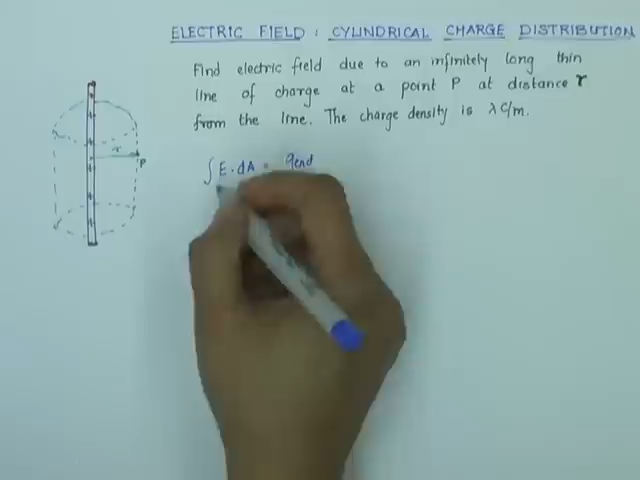 ELECTRIC FIELD : CYLINDRICAL CHARGE DISTRIBUTION
Find electric field due to an infinitely long thin
line of charge at a point P at distance r
from the line. The charge density is λ C/m.
r
P
∫ E . dA = qend